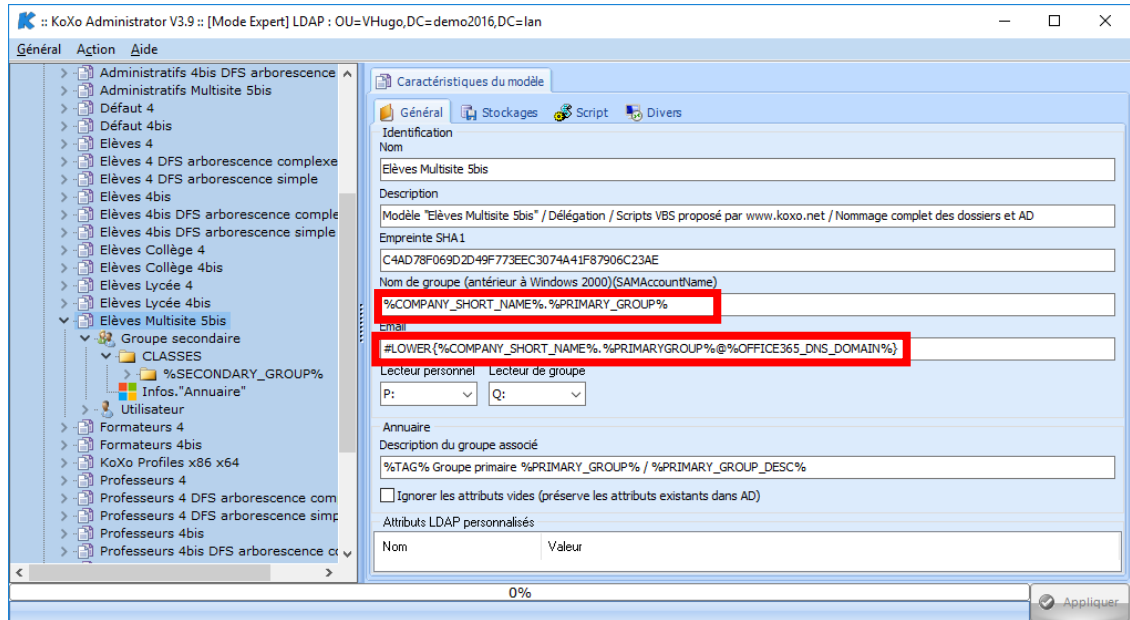 :: KoXo Administrator V3.9 :: [Mode Expert] LDAP : OU=VHugo,DC=demo2016,DC=lan
Général Action Aide
Administratifs 4bis DFS arborescence
Administratifs Multisite 5bis
Défaut 4
Défaut 4bis
Elèves 4
Elèves 4 DFS arborescence complexe
Elèves 4 DFS arborescence simple
Elèves 4bis
Elèves 4bis DFS arborescence comple
Elèves 4bis DFS arborescence simple
Elèves Collège 4
Elèves Collège 4bis
Elèves Lycée 4
Elèves Lycée 4bis
Elèves Multisite 5bis
Groupe secondaire
CLASSES
%SECONDARY_GROUP%
Infos."Annuaire"
Utilisateur
Formateurs 4
Formateurs 4bis
KoXo Profiles x86 x64
Professeurs 4
Professeurs 4 DFS arborescence com
Professeurs 4 DFS arborescence simp
Professeurs 4bis
Professeurs 4bis DFS arborescence co
Caractéristiques du modèle
Général Stockages Script Divers
Identification
Nom
Elèves Multisite 5bis
Description
Modèle "Elèves Multisite 5bis" / Délégation / Scripts VBS proposé par www.koxo.net / Nommage complet des dossiers et AD
Empreinte SHA1
C4AD78F069D2D49F773EEC3074A41F87906C23AE
Nom de groupe (antérieur à Windows 2000)(SAMAccountName)
%COMPANY_SHORT_NAME%.%PRIMARY_GROUP%
Email
#LOWER{%COMPANY_SHORT_NAME%.%PRIMARYGROUP%@%OFFICE365_DNS_DOMAIN%}
Lecteur personnel Lecteur de groupe
P: Q:
Annuaire
Description du groupe associé
%TAG% Groupe primaire %PRIMARY_GROUP% / %PRIMARY_GROUP_DESC%
Ignorer les attributs vides (préserve les attributs existants dans AD)
Attributs LDAP personnalisés
Nom Valeur
0%
Appliquer